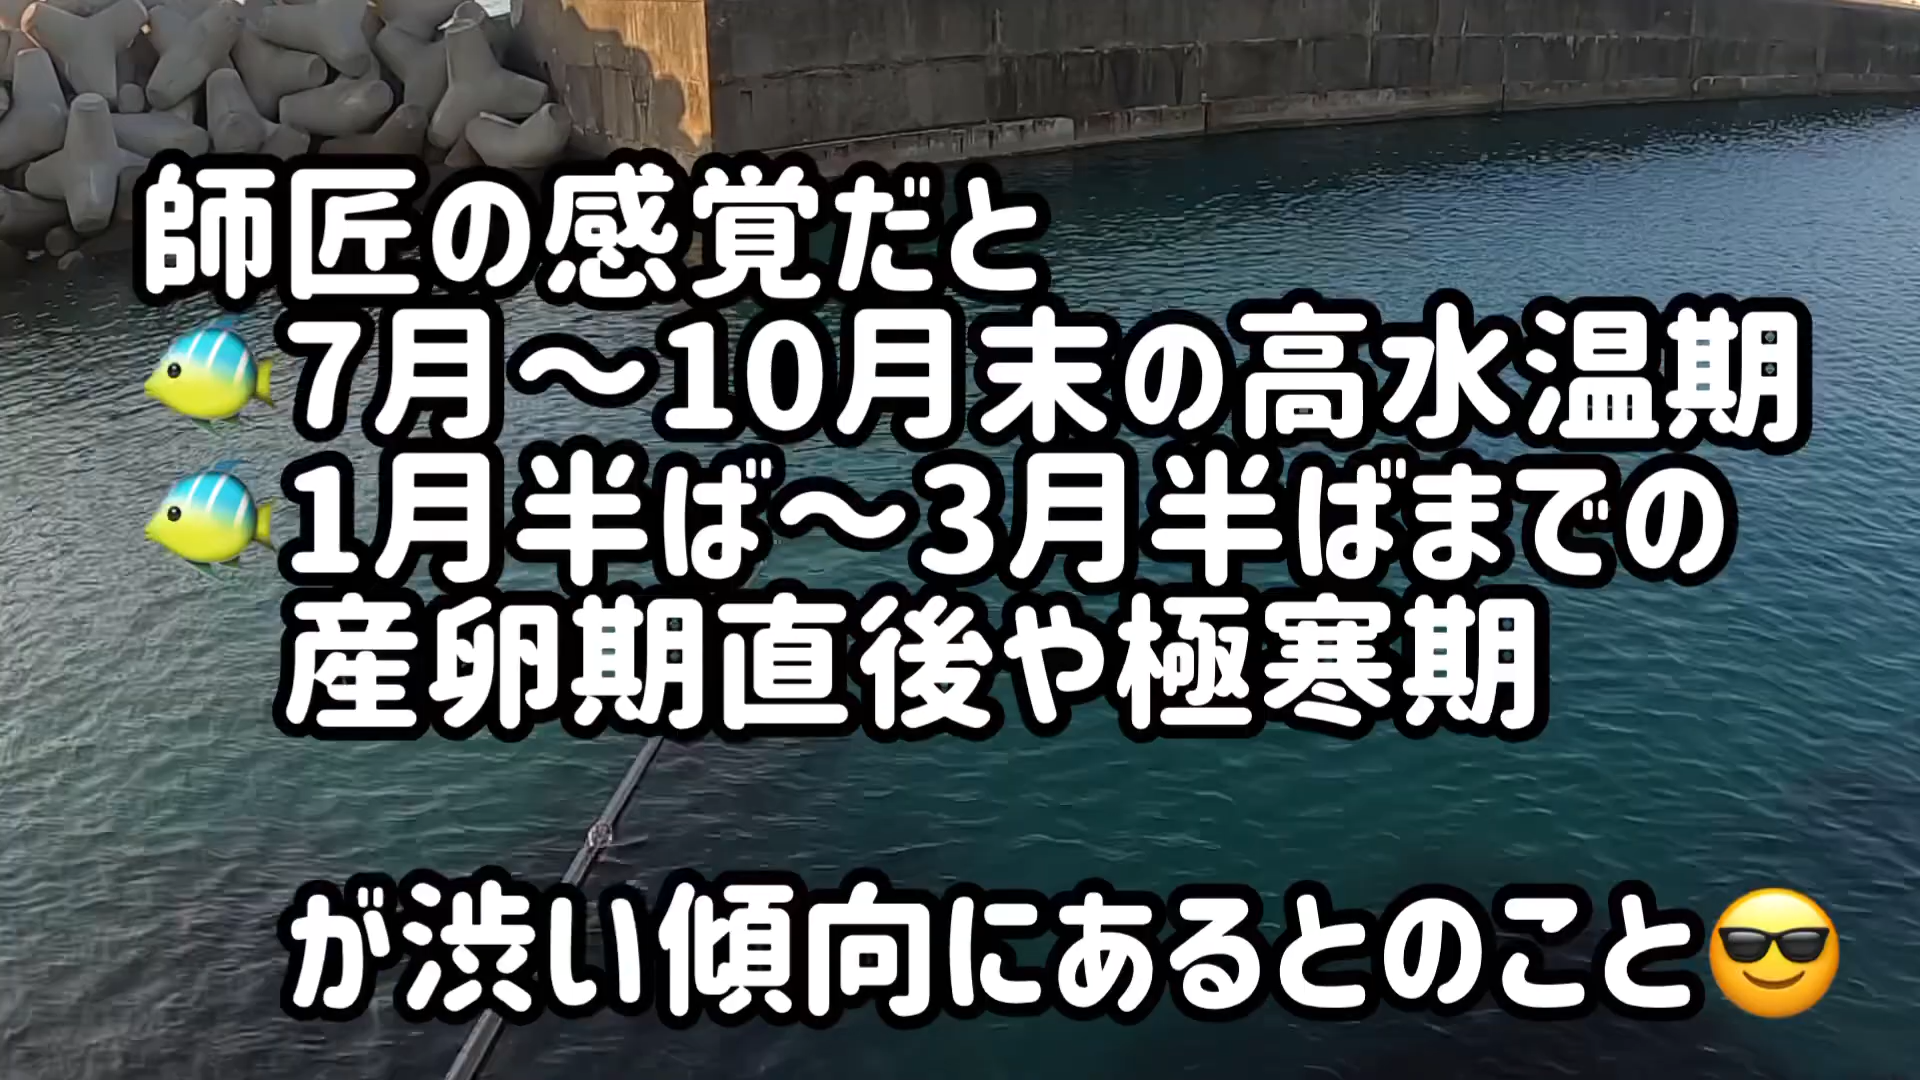 師匠の感覚だと
🐠7月～10月末の高水温期
🐠1月半ば～3月半ばまでの
産卵期直後や極寒期
が渋い傾向にあるとのこと😎